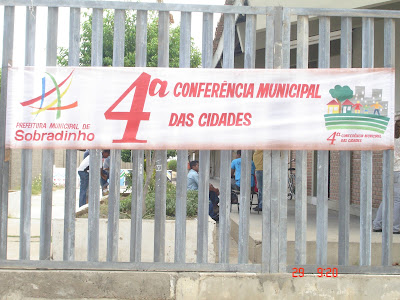 4ª CONFERÊNCIA MUNICIPAL
DAS CIDADES
PREFEITURA MUNICIPAL DE
Sobradinho
4ª CONFERÊNCIA MUNICIPAL
DAS CIDADES
29 9:20